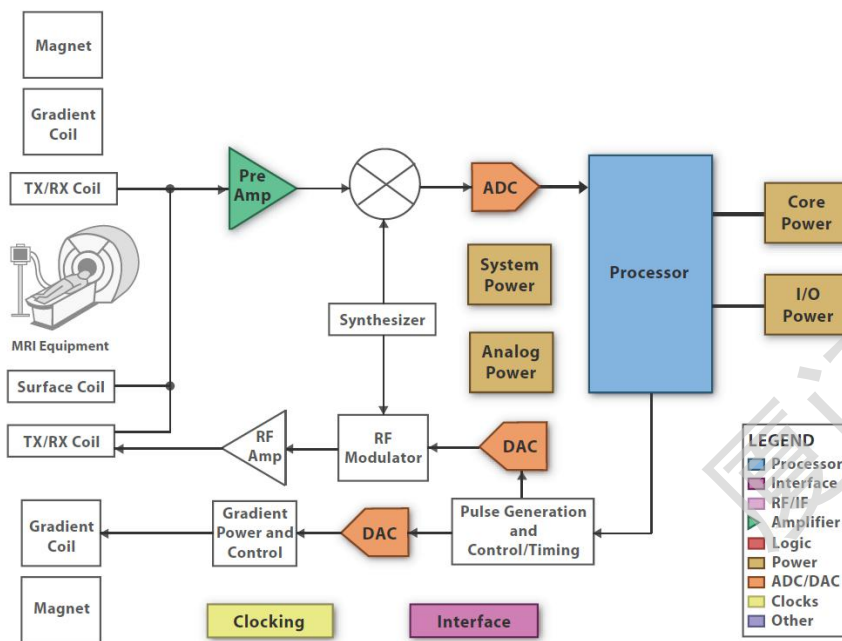 Magnet
Gradient
Coil
TX/RX Coil
Pre
Amp
ADC
Processor
Core
Power
I/O
Power
System
Power
Analog
Power
Synthesizer
MRI Equipment
Surface Coil
TX/RX Coil
RF
Amp
RF
Modulator
DAC
Gradient
Coil
Gradient
Power and
Control
DAC
Pulse Generation
and
Control/Timing
Magnet
Clocking
Interface
LEGEND
Processor
Interface
RF/IF
Amplifier
Logic
Power
ADC/DAC
Clocks
Other